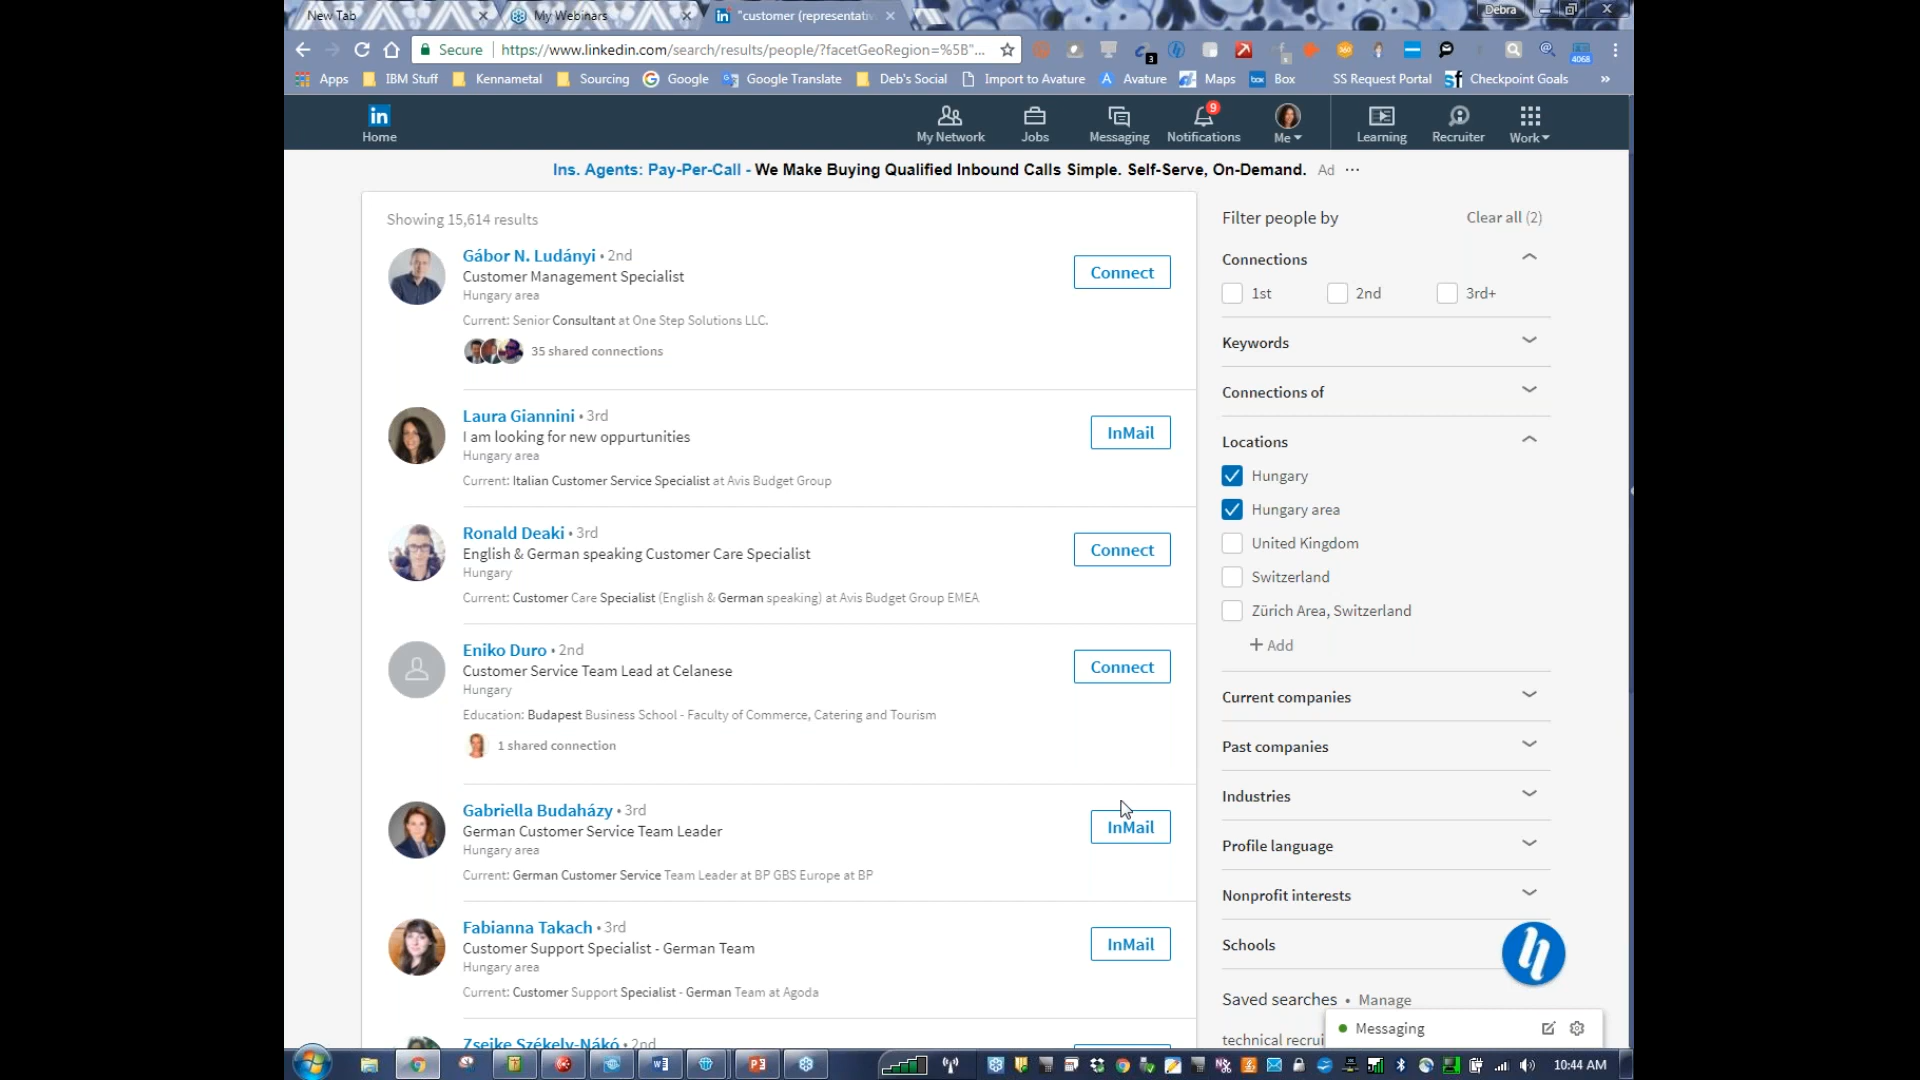 New Tab
My Webinars
"customer (representativ
Debra
Secure
https://www.linkedin.com/search/results/people/?facetGeoRegion=%5B"...
3
4068
Apps
IBM Stuff
Kennametal
Sourcing
Google
Google Translate
Deb's Social
Import to Avature
Avature
Maps
Box
SS Request Portal
Checkpoint Goals
»
in
Home
My Network
Jobs
Messaging
9
Notifications
Me
Learning
Recruiter
Work
Ins. Agents: Pay-Per-Call - We Make Buying Qualified Inbound Calls Simple. Self-Serve, On-Demand. Ad ...
Showing 15,614 results
Gábor N. Ludányi • 2nd
Customer Management Specialist
Hungary area
Current: Senior Consultant at One Step Solutions LLC.
35 shared connections
Connect
Laura Giannini • 3rd
I am looking for new oppurtunities
Hungary area
Current: Italian Customer Service Specialist at Avis Budget Group
InMail
Ronald Deaki • 3rd
English & German speaking Customer Care Specialist
Hungary
Current: Customer Care Specialist (English & German speaking) at Avis Budget Group EMEA
Connect
Eniko Duro • 2nd
Customer Service Team Lead at Celanese
Hungary
Education: Budapest Business School - Faculty of Commerce, Catering and Tourism
1 shared connection
Connect
Gabriella Budaházy • 3rd
German Customer Service Team Leader
Hungary area
Current: German Customer Service Team Leader at BP GBS Europe at BP
InMail
Fabianna Takach • 3rd
Customer Support Specialist - German Team
Hungary area
Current: Customer Support Specialist - German Team at Agoda
InMail
Zsejke Székely-Nákó • 2nd
Filter people by
Clear all (2)
Connections
1st
2nd
3rd+
Keywords
Connections of
Locations
Hungary
Hungary area
United Kingdom
Switzerland
Zürich Area, Switzerland
+ Add
Current companies
Past companies
Industries
Profile language
Nonprofit interests
Schools
Saved searches • Manage
technical recrui
Messaging
10:44 AM